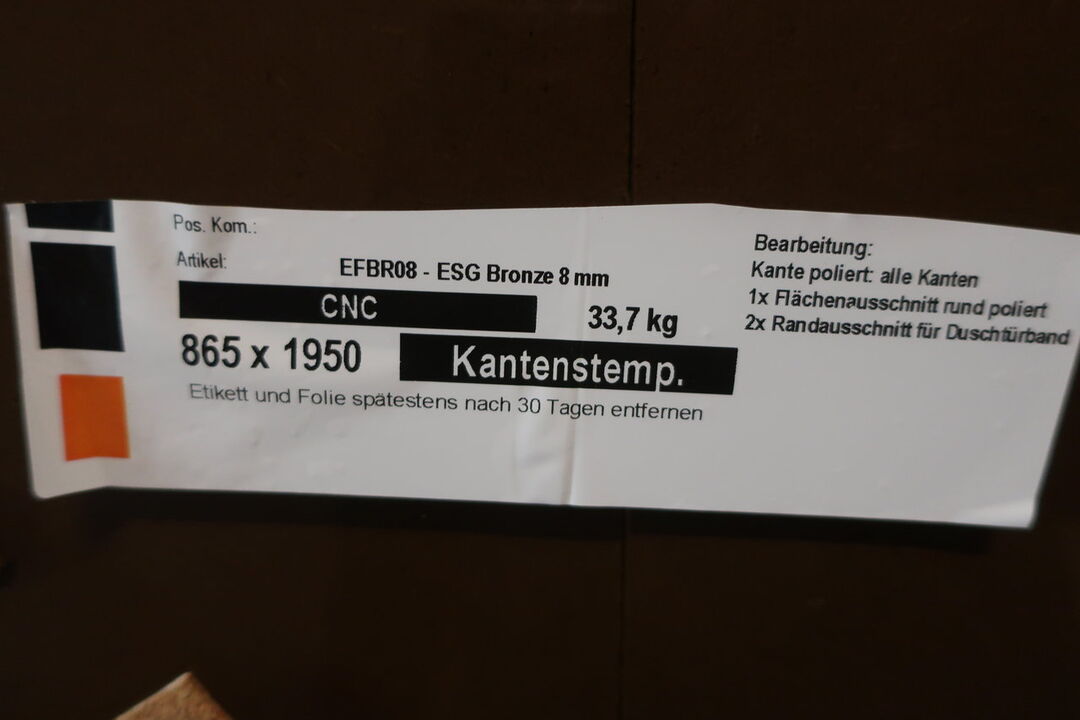 Pos. Kom.:
Artikel:
EFBR08 - ESG Bronze 8 mm
CNC
33,7 kg
865 x 1950
Kantenstemp.
Etikett und Folie spätestens nach 30 Tagen entfernen
Bearbeitung:
Kante poliert: alle Kanten
1x Flächenausschnitt rund poliert
2x Randausschnitt für Duschtürband